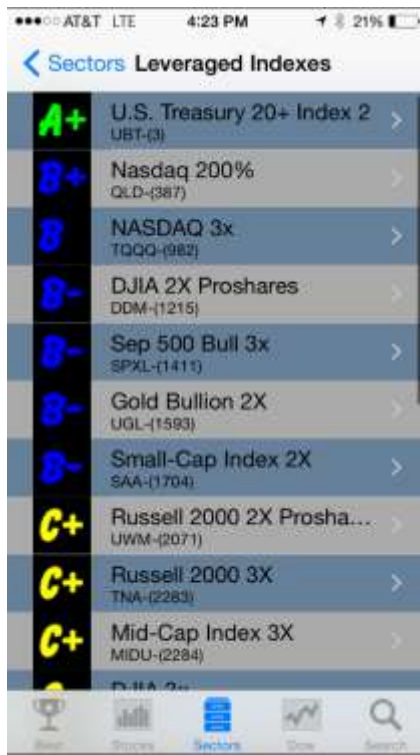 AT&T LTE 4:23 PM 21%
Sectors Leveraged Indexes
A+
U.S. Treasury 20+ Index 2
UBT-(3)
B+
Nasdaq 200%
QLD-(387)
B
NASDAQ 3x
TQQQ-(982)
B-
DJIA 2X Proshares
DDM-(1215)
B-
Sep 500 Bull 3x
SPXL-(1411)
B-
Gold Bullion 2X
UGL-(1593)
B-
Small-Cap Index 2X
SAA-(1704)
C+
Russell 2000 2X Prosha...
UWM-(2071)
C+
Russell 2000 3X
TNA-(2283)
C+
Mid-Cap Index 3X
MIDU-(2284)
Best Stocks Sectors Dow Search